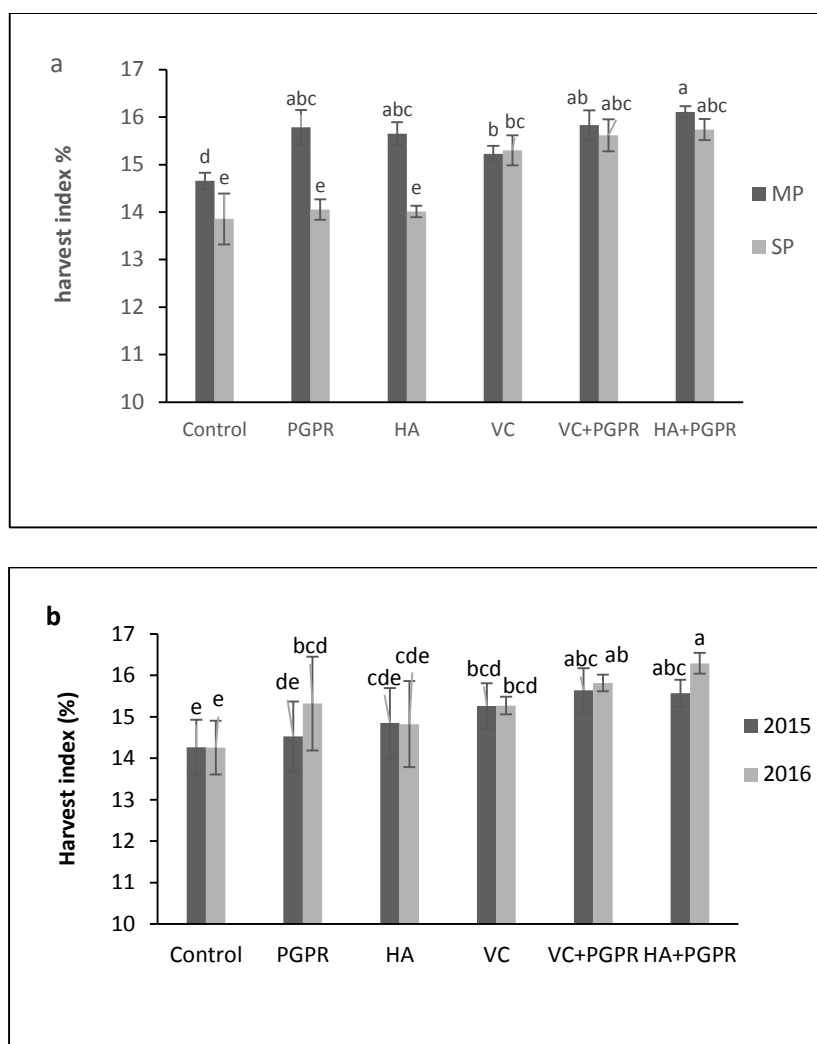 a
harvest index %
17
16
15
14
13
12
11
10
d
e
abc
e
abc
e
b
bc
ab
abc
a
abc
Control PGPR HA VC VC+PGPR HA+PGPR
MP
SP
b
Harvest index (%)
17
16
15
14
13
12
11
10
e
e
de
bcd
cde
cde
bcd
bcd
abc
ab
abc
a
Control PGPR HA VC VC+PGPR HA+PGPR
2015
2016